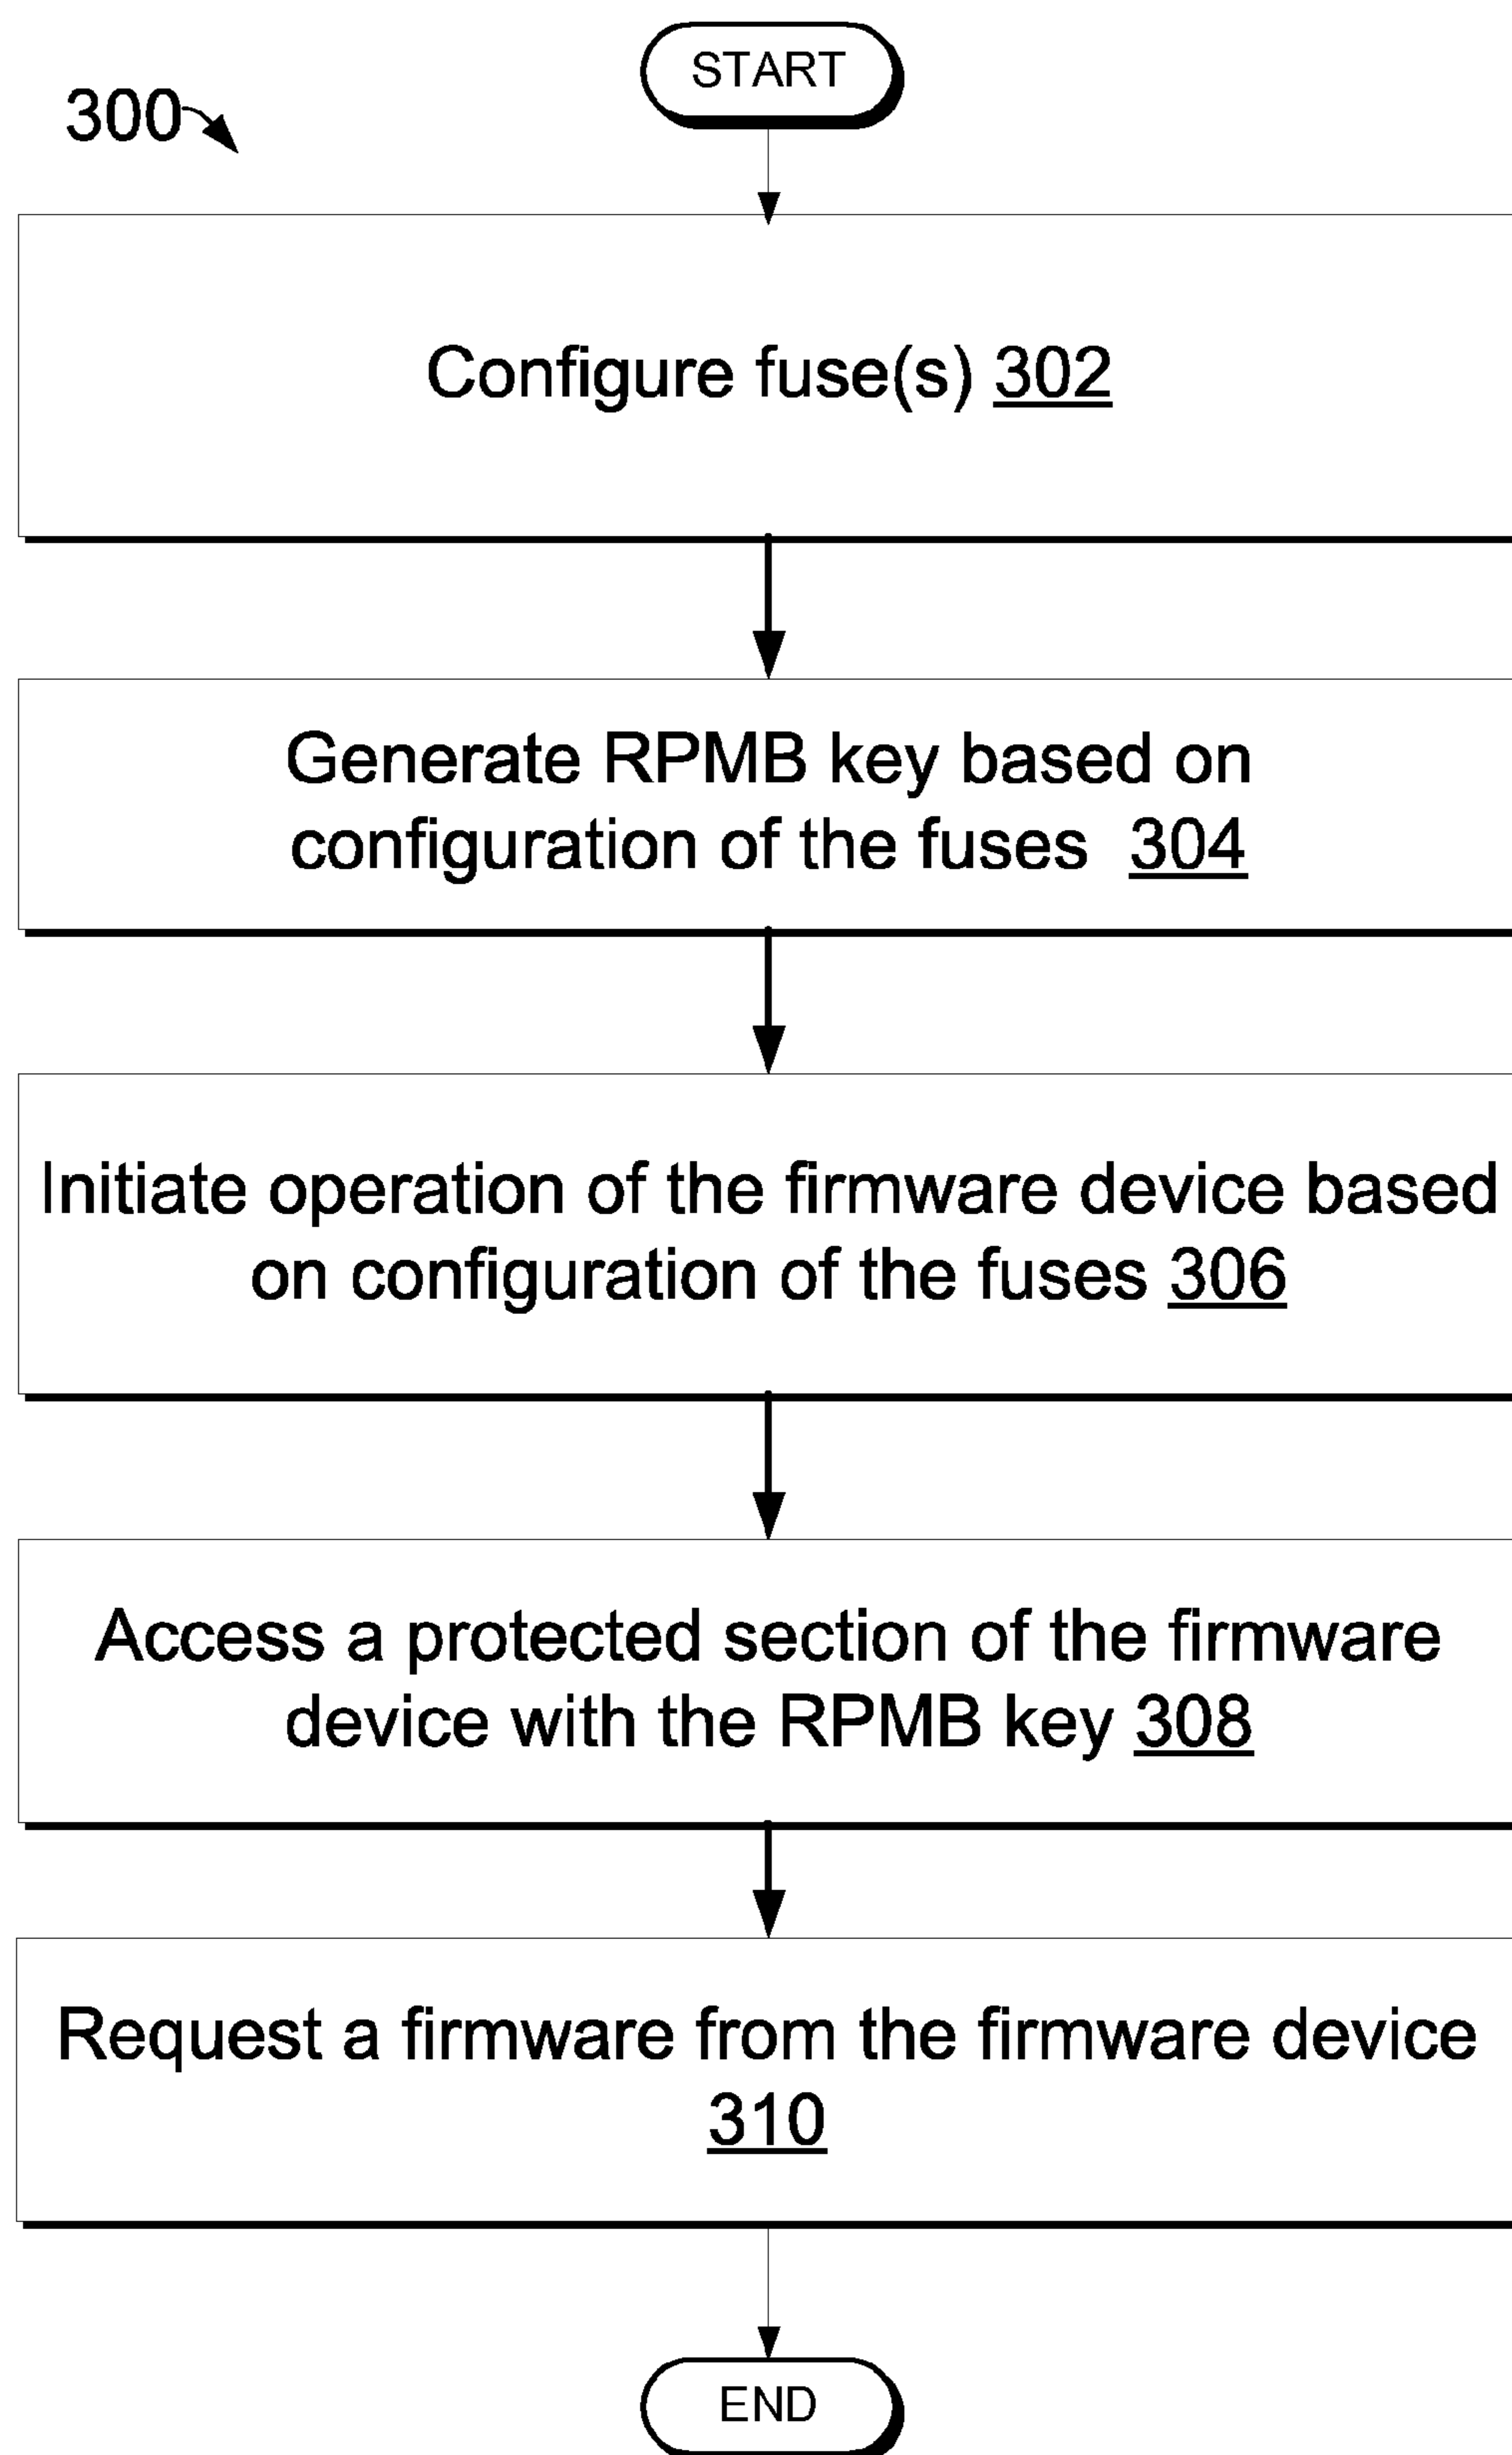 START
300
Configure fuse(s) 302
Generate RPMB key based on
configuration of the fuses 304
Initiate operation of the firmware device based
on configuration of the fuses 306
Access a protected section of the firmware
device with the RPMB key 308
Request a firmware from the firmware device
310
END